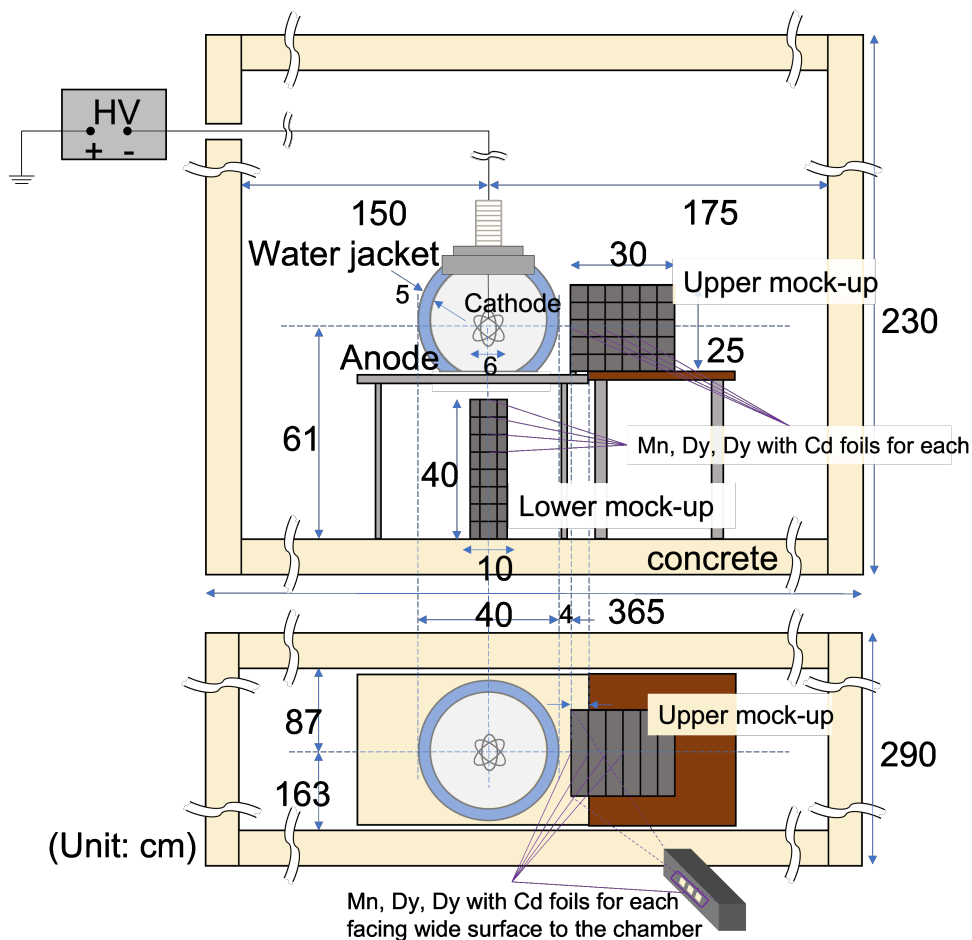 HV
+ -
150
175
Water jacket
30
5
Cathode
Upper mock-up
230
Anode
6
25
61
Mn, Dy, Dy with Cd foils for each
40
Lower mock-up
concrete
10
40
4
365
87
Upper mock-up
290
163
(Unit: cm)
Mn, Dy, Dy with Cd foils for each
facing wide surface to the chamber